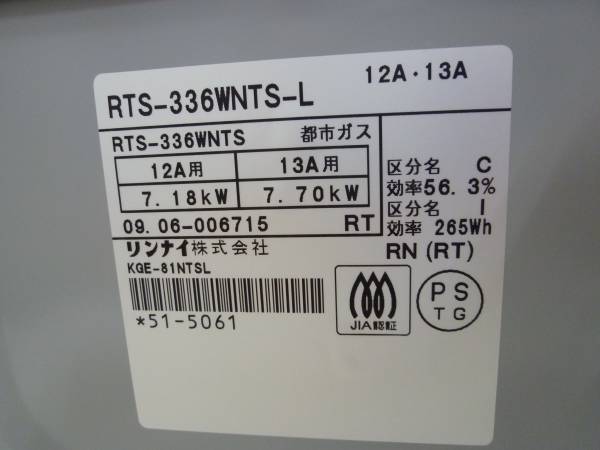 RTS-336WNTS-L 12A・13A
RTS-336WNTS 都市ガス
12A用 13A用
7.18kW 7.70kW
09.06-006715 RT
区分名 C
効率56.3%
区分名 I
効率 265Wh
リンナイ株式会社 RN(RT)
KGE-81NTSL
*51-5061
JIA認証
PS
TG